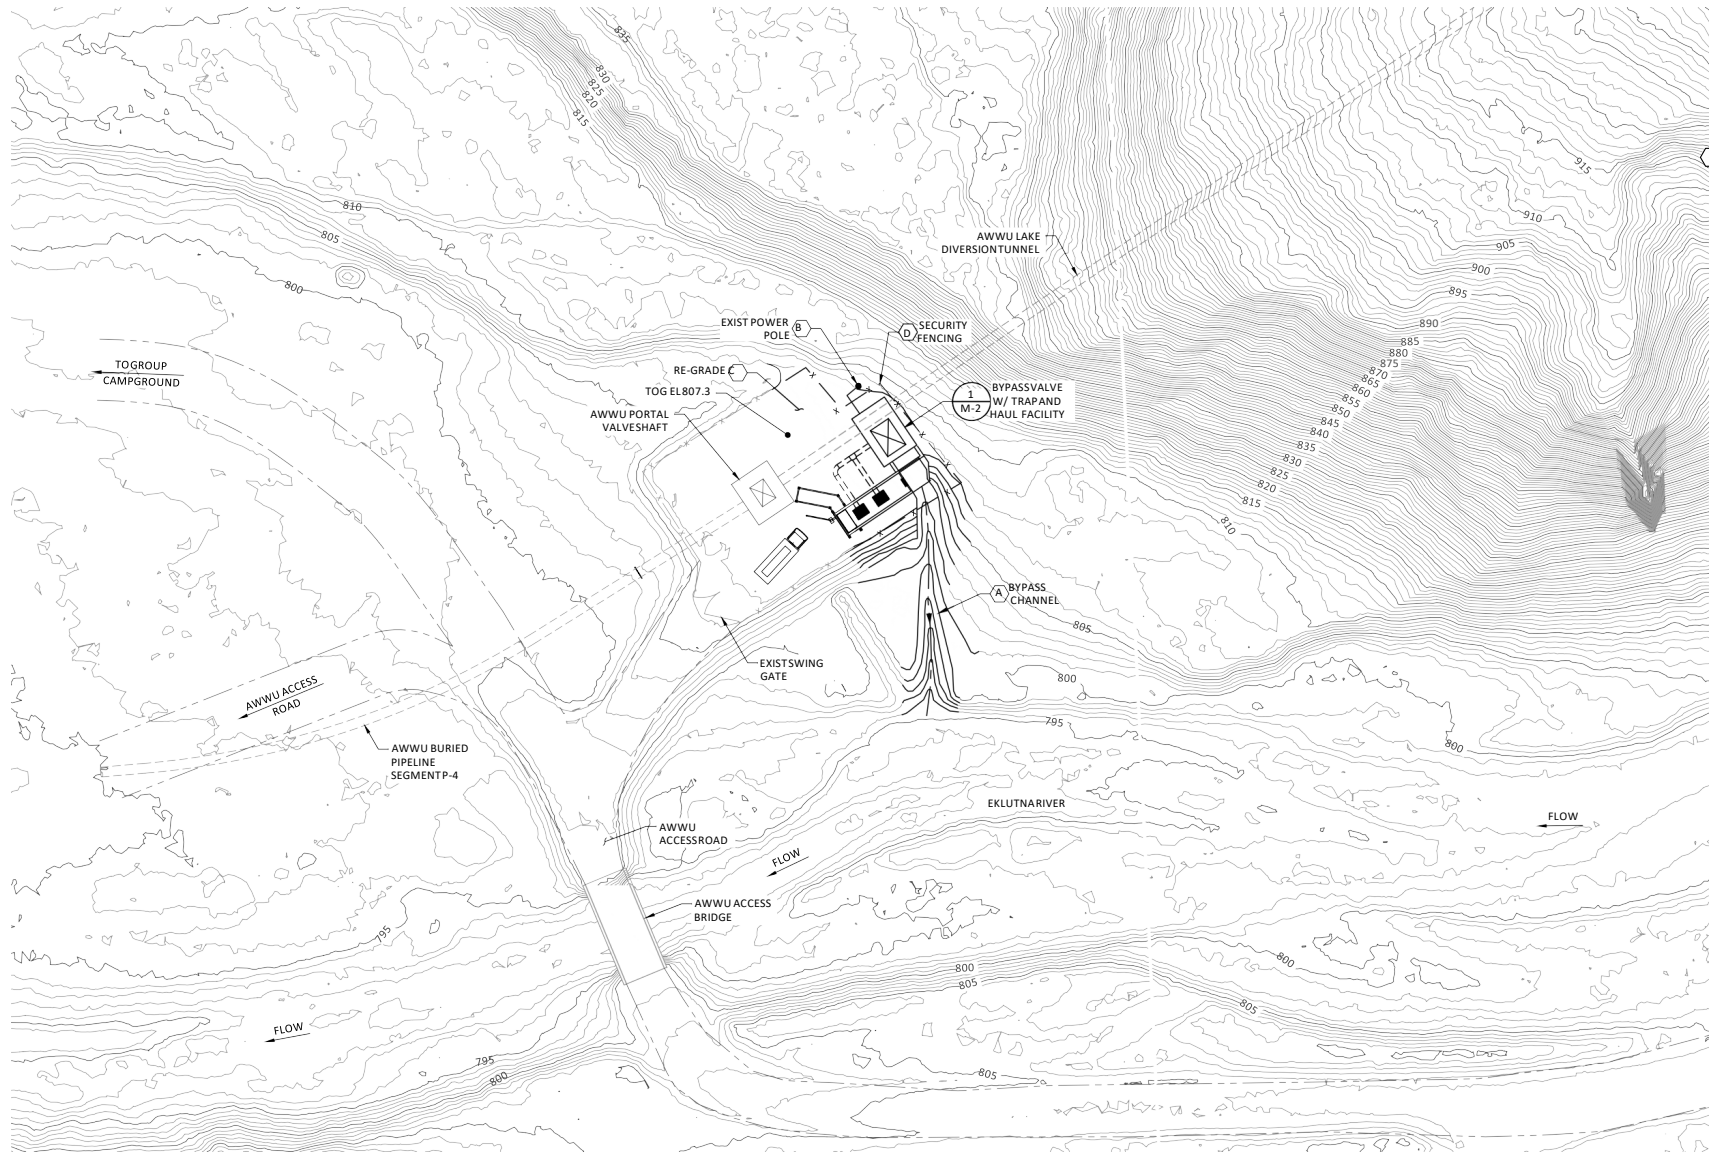 835
830
825
820
815
915
810
910
805
AWWU LAKE
DIVERSION TUNNEL
905
900
800
895
EXIST POWER
POLE
B
D
SECURITY
FENCING
890
885
880
875
870
865
860
855
850
845
840
835
830
825
820
815
810
TO GROUP
CAMPGROUND
RE-GRADE C
TOG EL 807.3
AWWU PORTAL
VALVE SHAFT
1
M-2
BYPASS VALVE
W/ TRAP AND
HAUL FACILITY
A
BYPASS
CHANNEL
805
EXIST SWING
GATE
800
AWWU ACCESS
ROAD
795
800
AWWU BURIED
PIPELINE
SEGMENT P-4
EKLUTNA RIVER
FLOW
AWWU
ACCESS ROAD
FLOW
AWWU ACCESS
BRIDGE
795
800
805
800
805
FLOW
795
800
805